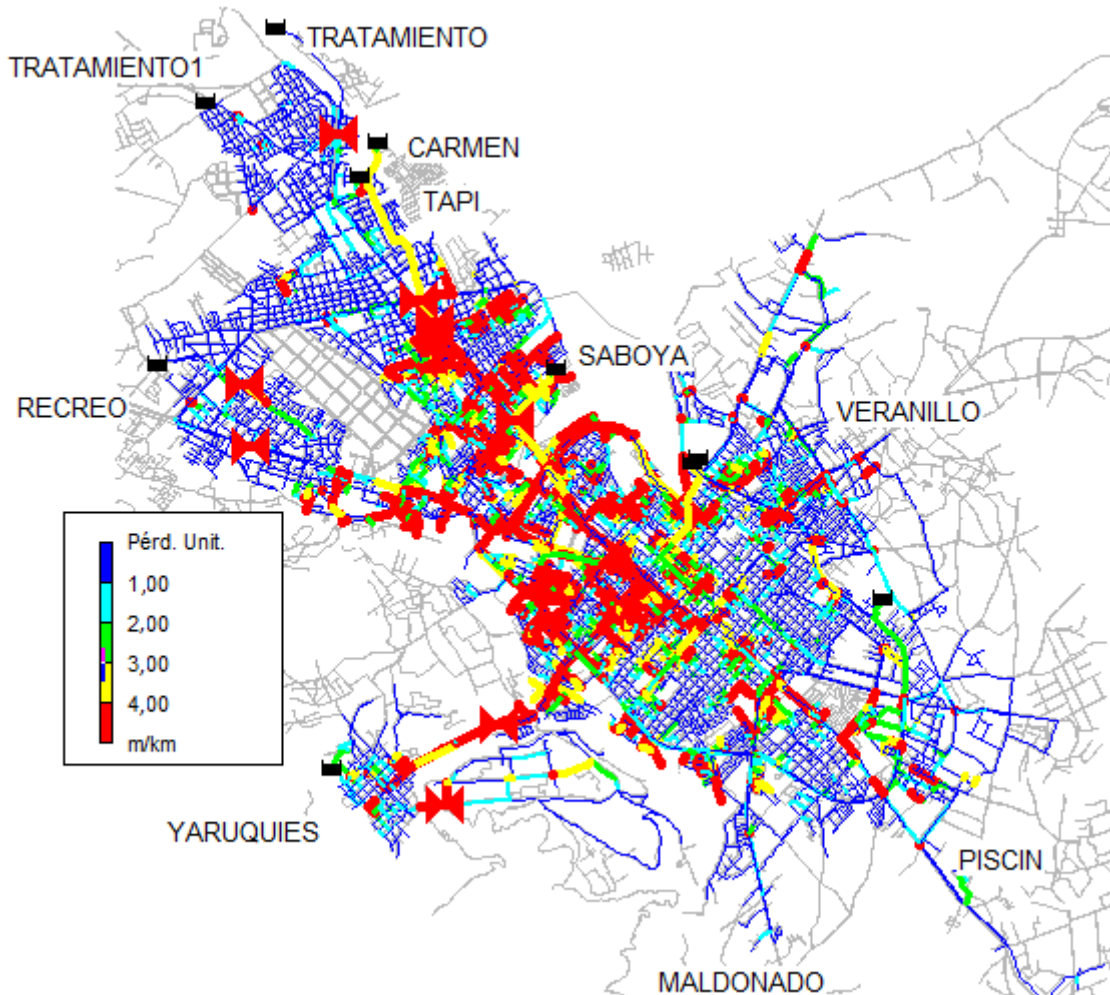 TRATAMIENTO
TRATAMIENTO1
CARMEN
TAPI
SABOYA
RECREO
VERANILLO
Pérd. Unit.
1,00
2,00
3,00
4,00
m/km
YARUQUIES
PISCIN
MALDONADO